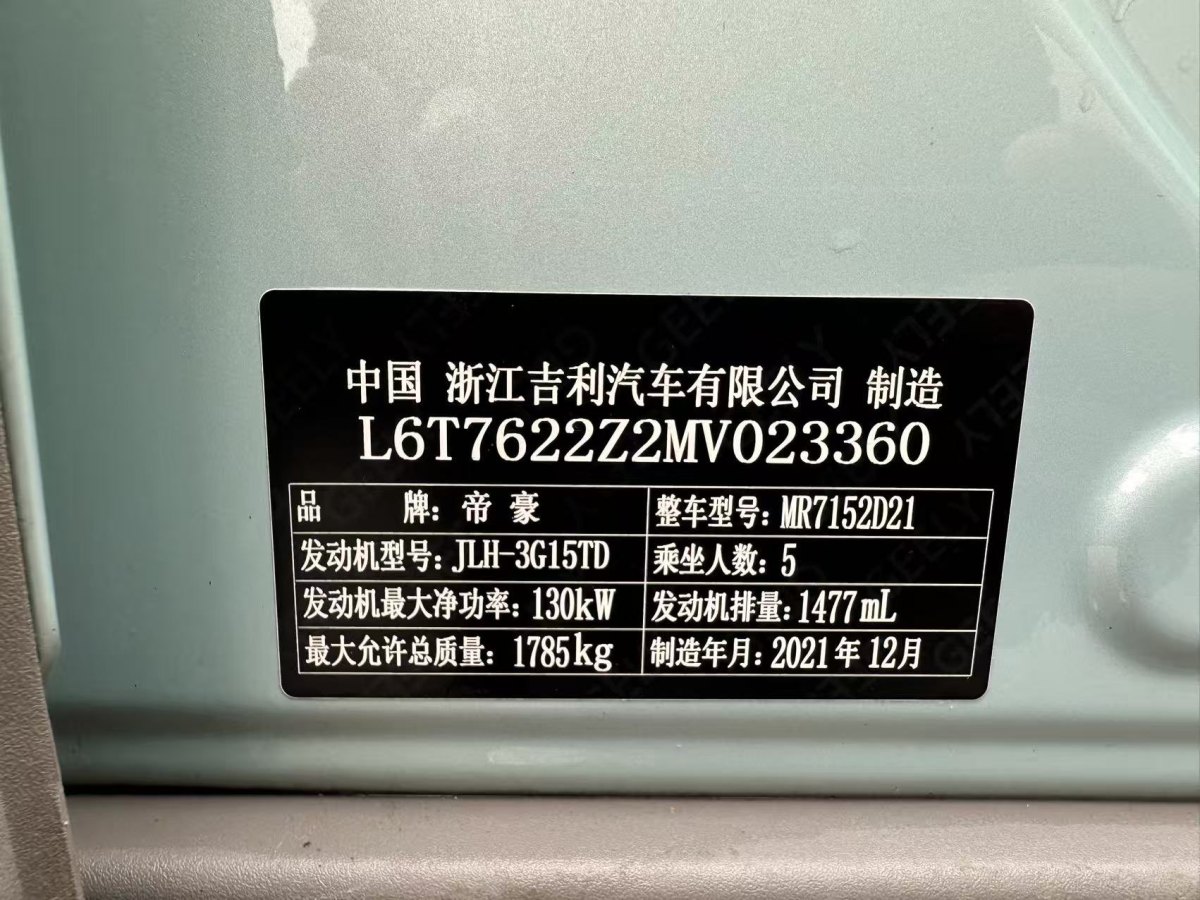 中国 浙江吉利汽车有限公司 制造
L6T7622Z2MV023360
品 牌：帝 豪 整车型号：MR7152D21
发动机型号：JLH-3G15TD 乘坐人数：5
发动机最大净功率：130kW 发动机排量：1477mL
最大允许总质量：1785kg 制造年月：2021年12月